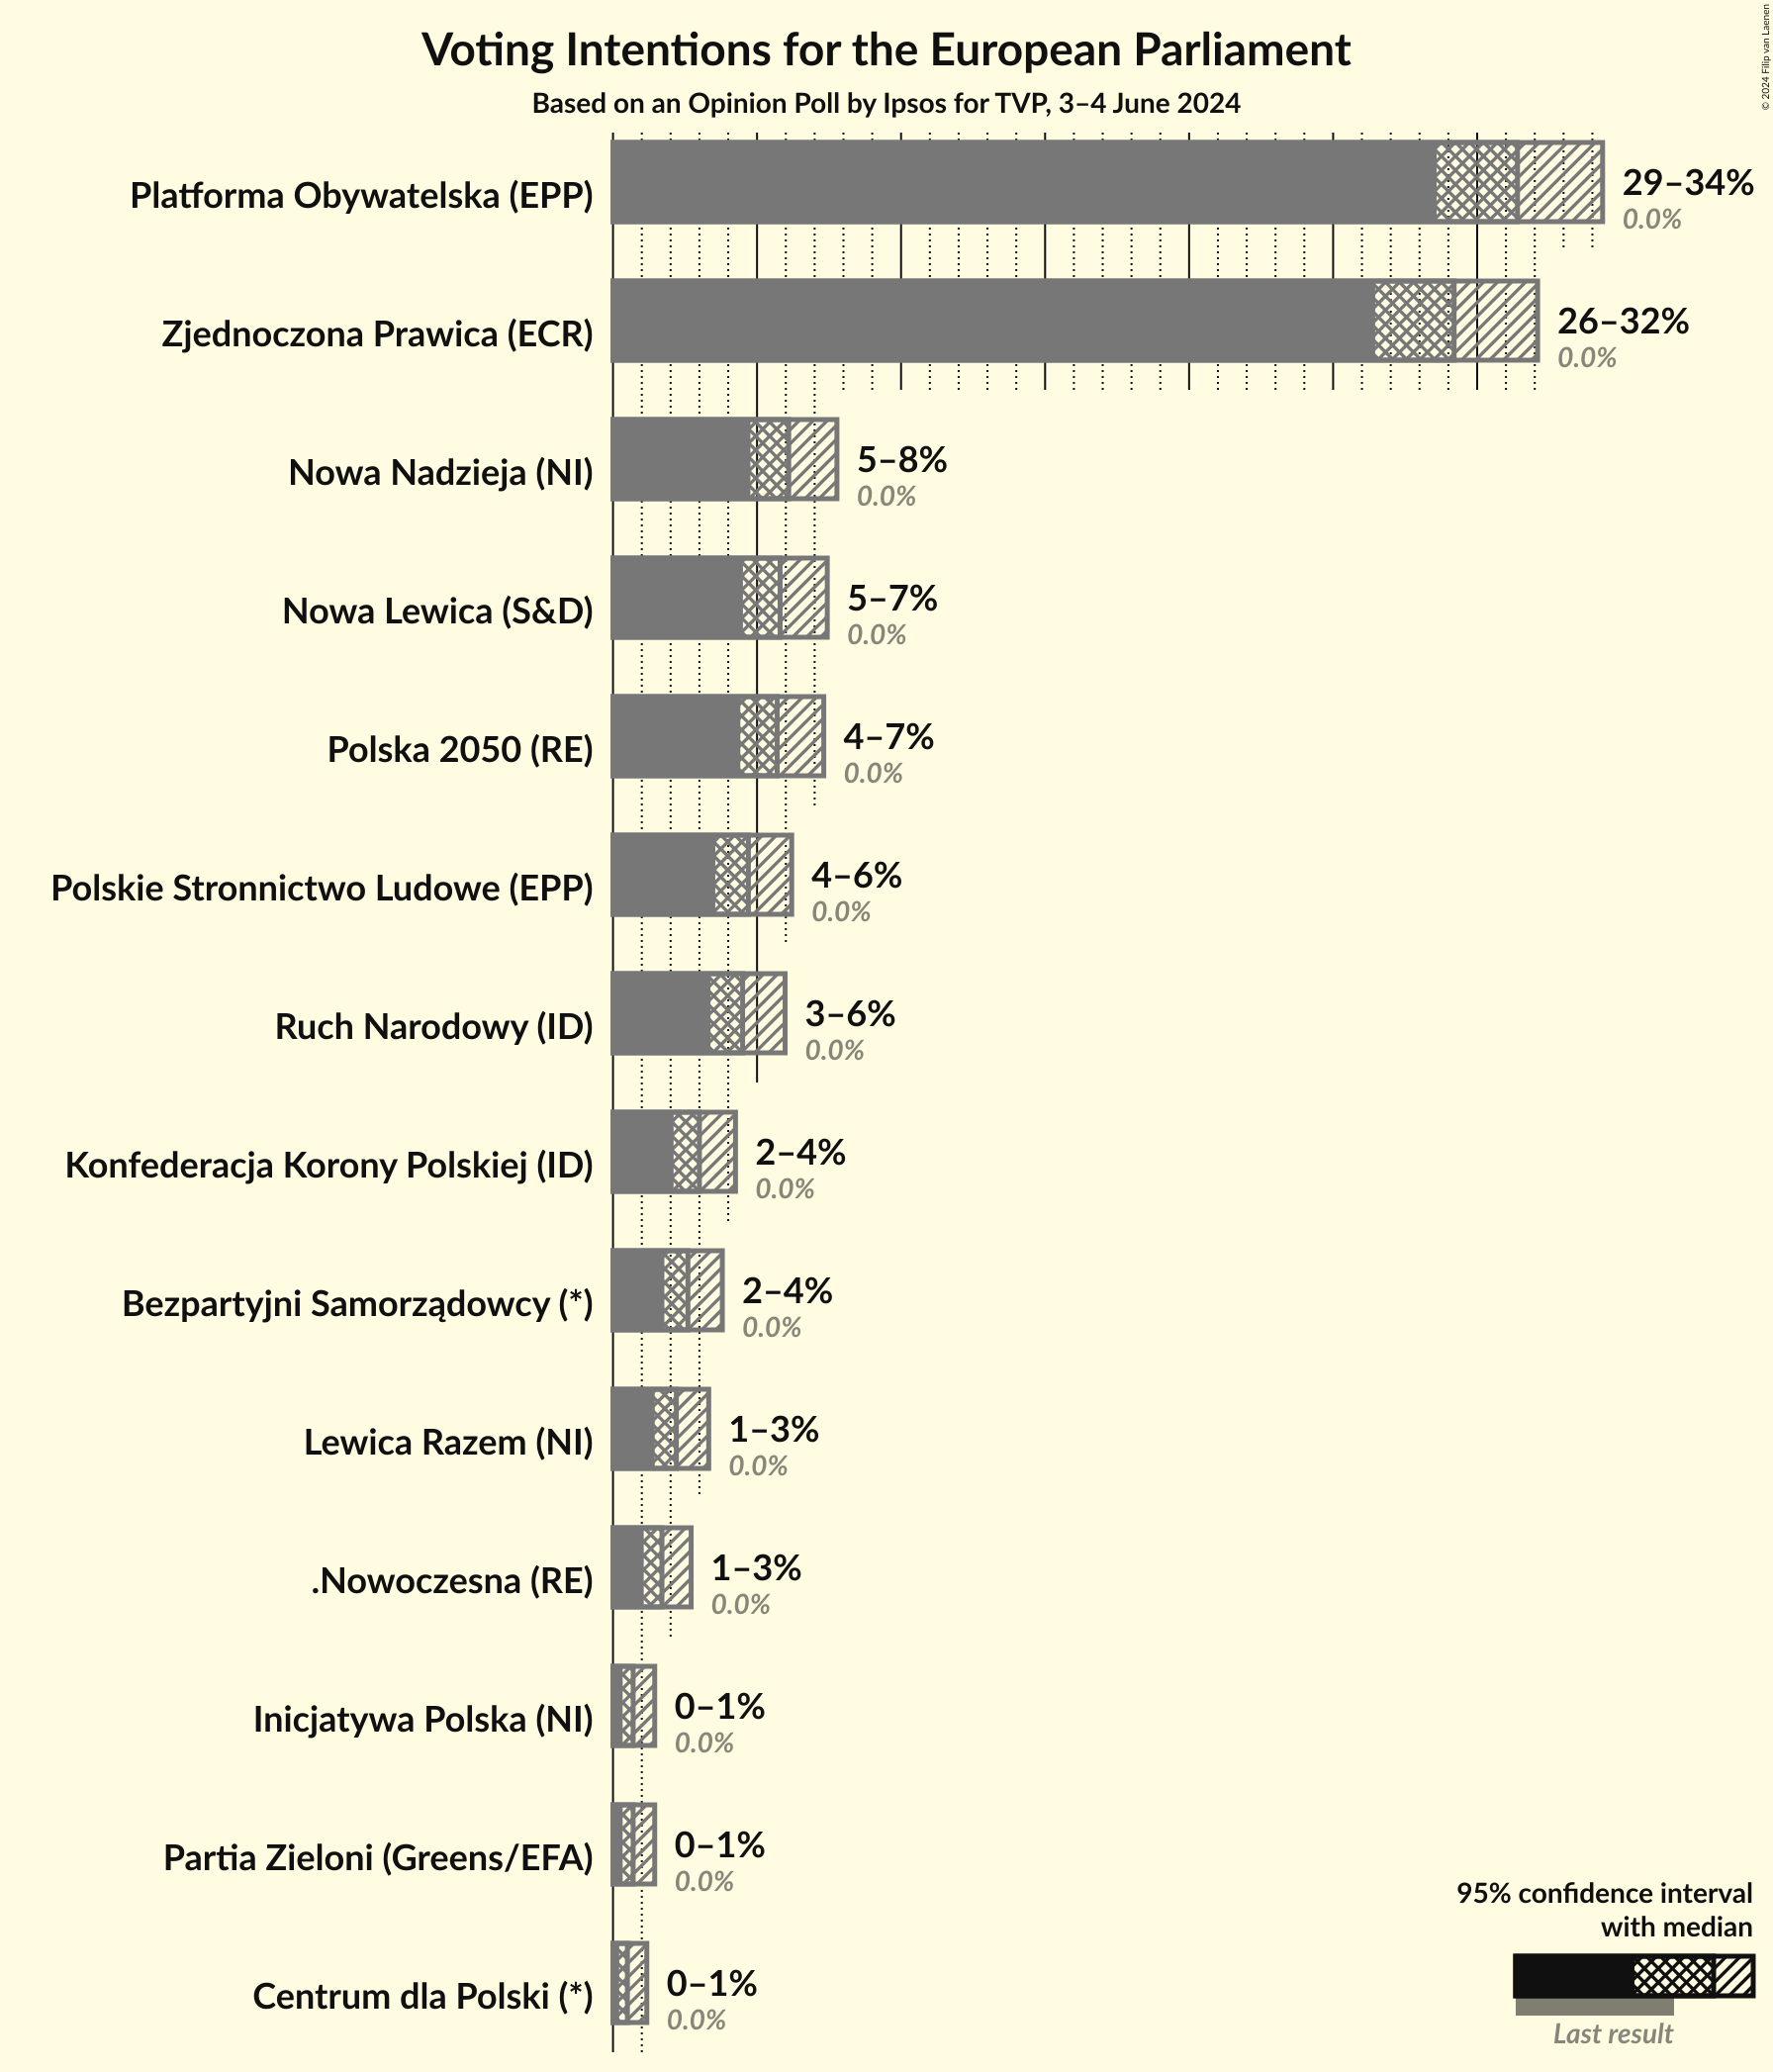 Voting Intentions for the European Parliament
Based on an Opinion Poll by Ipsos for TVP, 3–4 June 2024
© 2024 Filip van Laenen
Platforma Obywatelska (EPP)
29–34%
0.0%
Zjednoczona Prawica (ECR)
26–32%
0.0%
Nowa Nadzieja (NI)
5–8%
0.0%
Nowa Lewica (S&D)
5–7%
0.0%
Polska 2050 (RE)
4–7%
0.0%
Polskie Stronnictwo Ludowe (EPP)
4–6%
0.0%
Ruch Narodowy (ID)
3–6%
0.0%
Konfederacja Korony Polskiej (ID)
2–4%
0.0%
Bezpartyjni Samorządowcy (*)
2–4%
0.0%
Lewica Razem (NI)
1–3%
0.0%
.Nowoczesna (RE)
1–3%
0.0%
Inicjatywa Polska (NI)
0–1%
0.0%
Partia Zieloni (Greens/EFA)
0–1%
0.0%
Centrum dla Polski (*)
0–1%
0.0%
95% confidence interval
with median
Last result